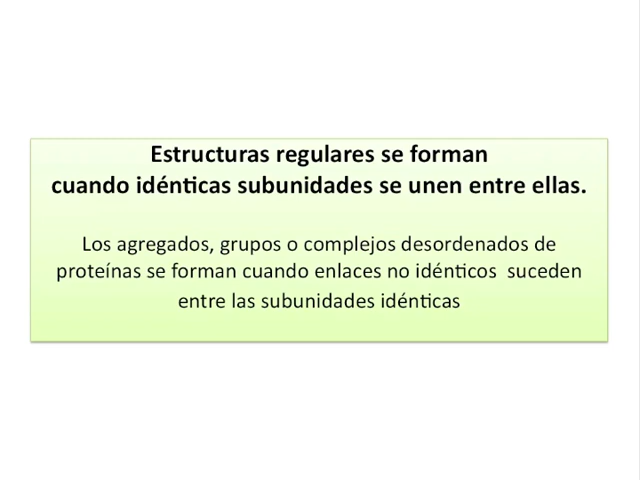 Estructuras regulares se forman
cuando idénticas subunidades se unen entre ellas.
Los agregados, grupos o complejos desordenados de
proteínas se forman cuando enlaces no idénticos  suceden
entre las subunidades idénticas